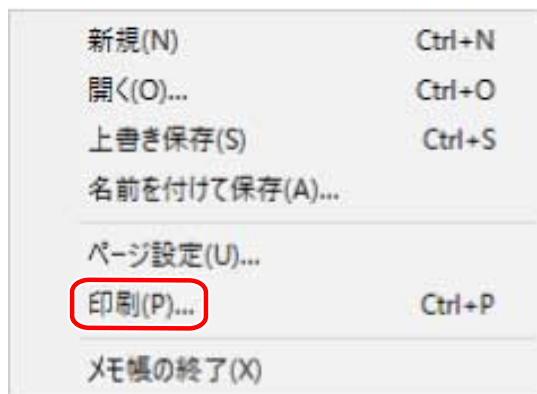 新規(N) Ctrl+N
開く(O)... Ctrl+O
上書き保存(S) Ctrl+S
名前を付けて保存(A)...
ページ設定(U)...
印刷(P)... Ctrl+P
メモ帳の終了(X)